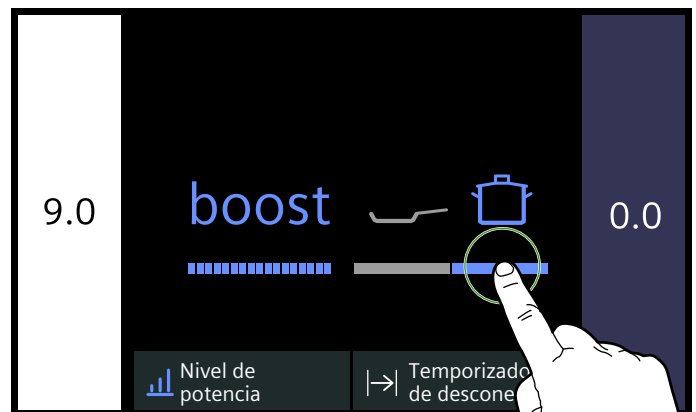 9.0
boost
0.0
Nivel de
potencia
Temporizado
de descone